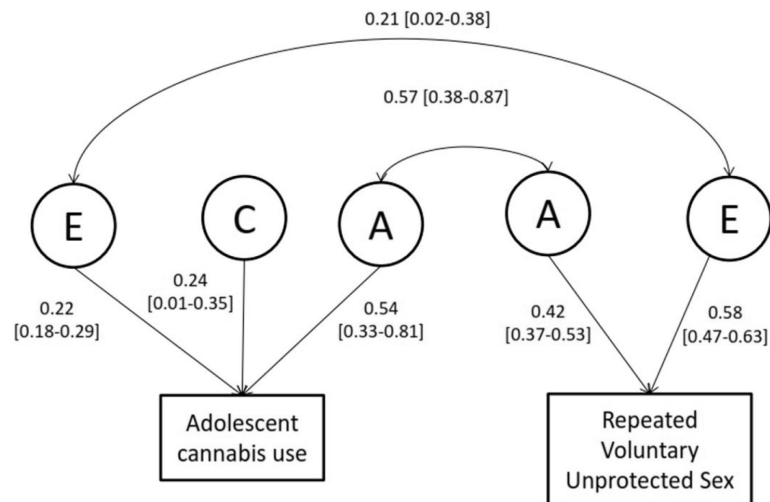 0.21 [0.02-0.38]
0.57 [0.38-0.87]
E
C
A
A
E
0.22
[0.18-0.29]
0.24
[0.01-0.35]
0.54
[0.33-0.81]
0.42
[0.37-0.53]
0.58
[0.47-0.63]
Adolescent
cannabis use
Repeated
Voluntary
Unprotected Sex